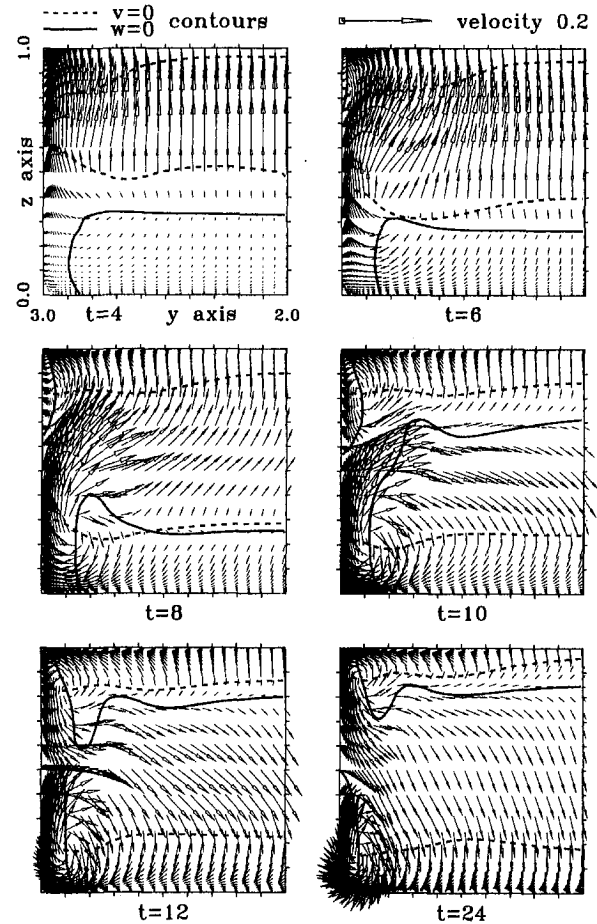 v=0
w=0 contours
velocity 0.2
1.0
z axis
0.0
3.0 t=4 y axis 2.0
t=6
t=8
t=10
t=12
t=24